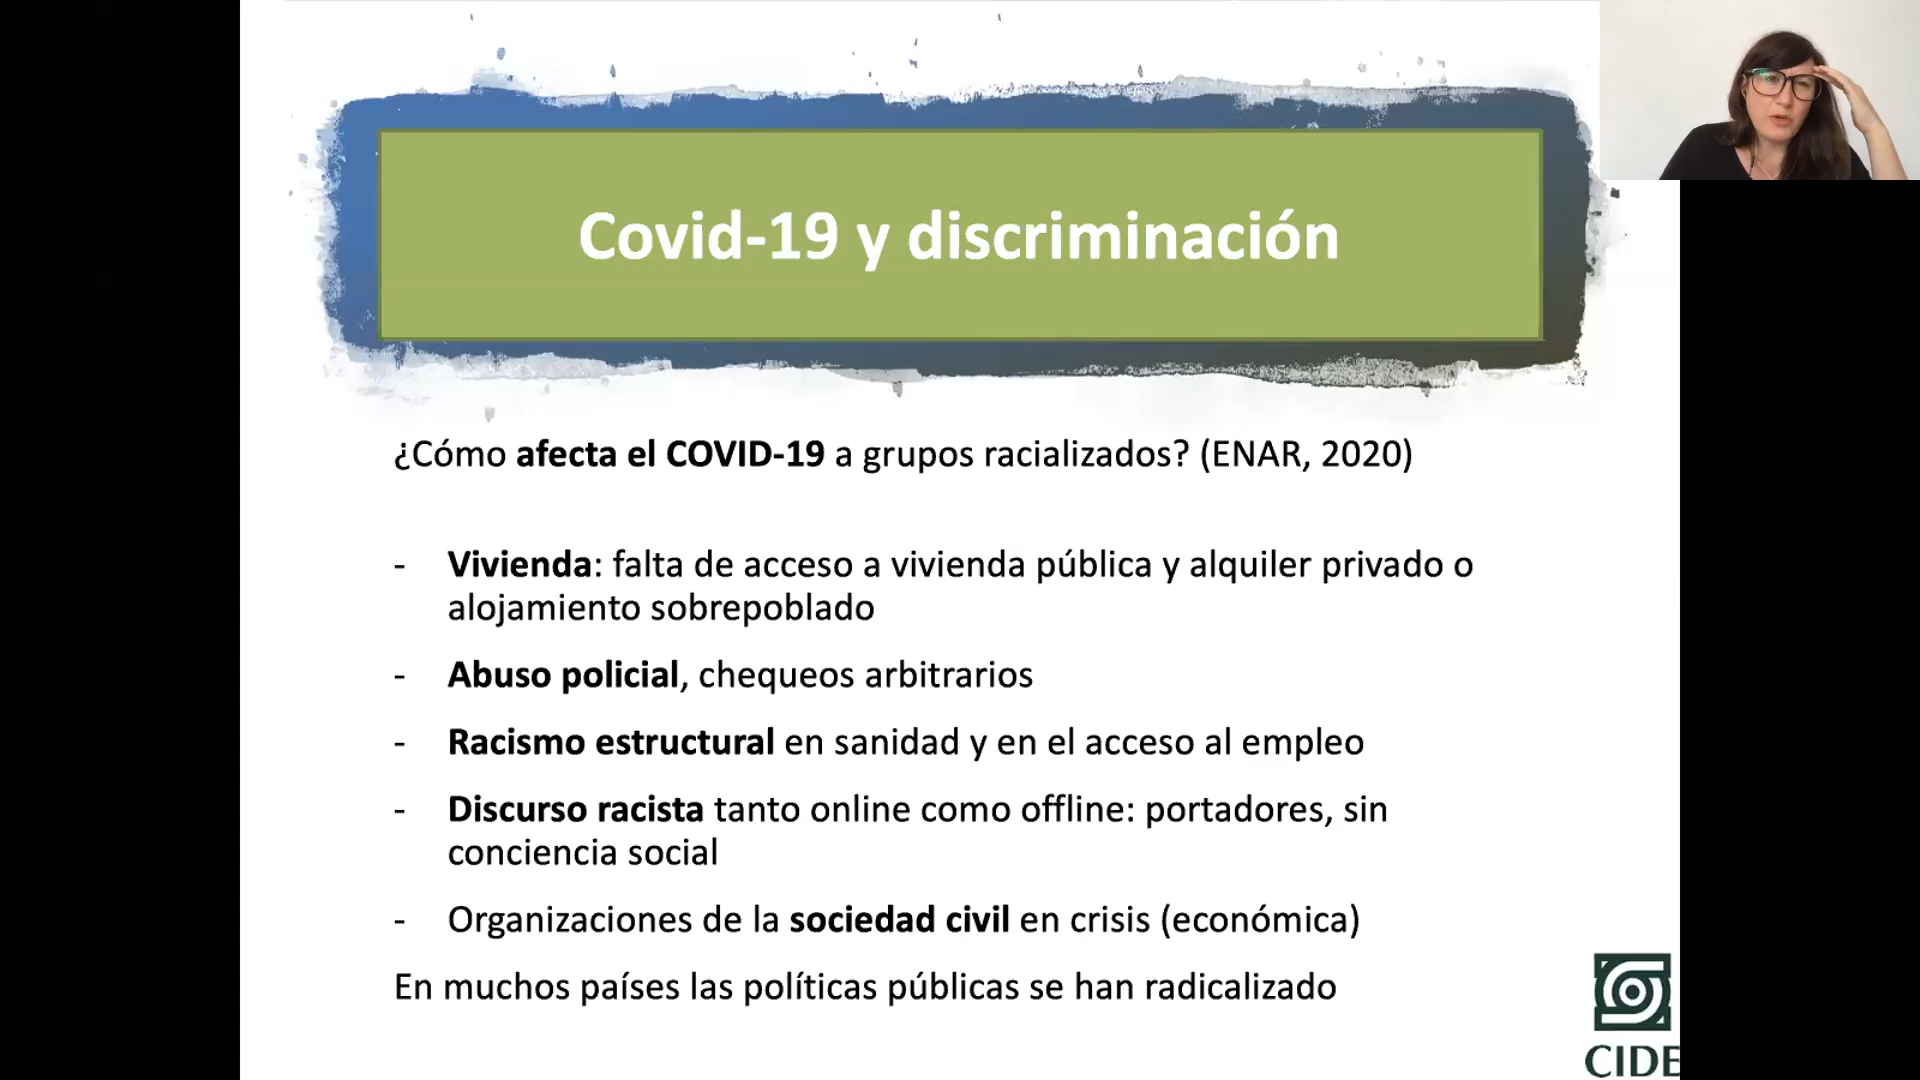 Covid-19 y discriminación
¿Cómo afecta el COVID-19 a grupos racializados? (ENAR, 2020)
- Vivienda: falta de acceso a vivienda pública y alquiler privado o
alojamiento sobrepoblado
- Abuso policial, chequeos arbitrarios
- Racismo estructural en sanidad y en el acceso al empleo
- Discurso racista tanto online como offline: portadores, sin
conciencia social
- Organizaciones de la sociedad civil en crisis (económica)
En muchos países las políticas públicas se han radicalizado
CIDE